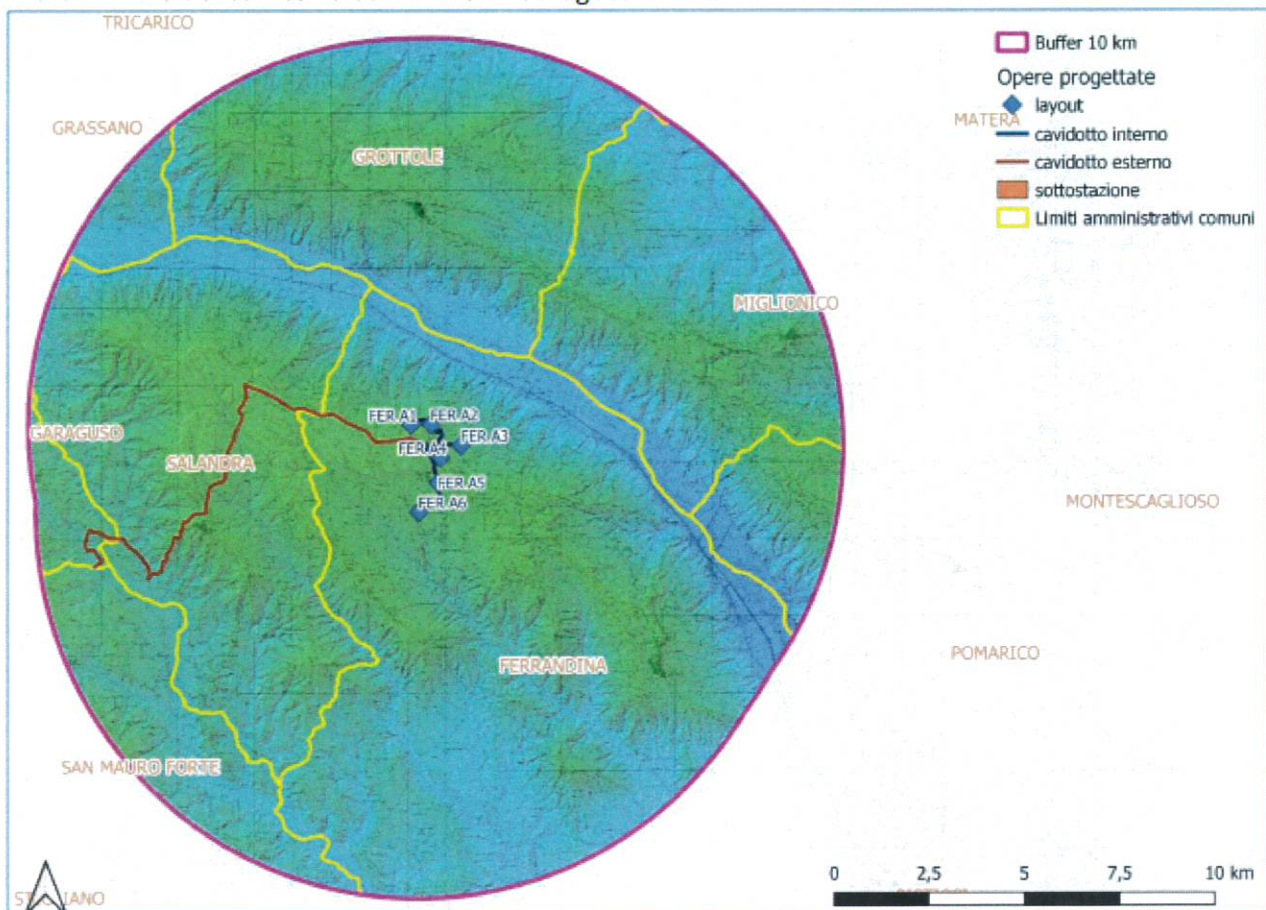 TRICARICO
Buffer 10 km
Opere progettate
layout
cavidotto interno
cavidotto esterno
sottostazione
Limiti amministrativi comuni
GRASSANO
MATERA
GROTTOLE
MIGLIONICO
FER.A1
FER.A2
FER.A3
FER.A4
FER.A5
FER.A6
GARAGUSO
SALANDRA
MONTESCAGLIOSO
FERRANDINA
POMARICO
SAN MAURO FORTE
0 2,5 5 7,5 10 km